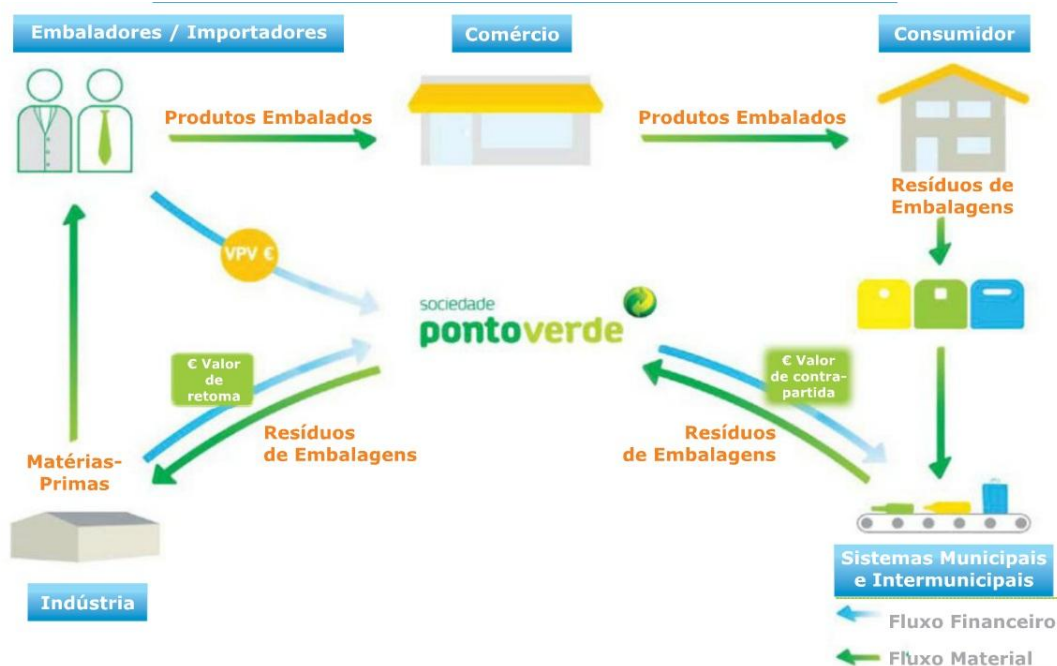 Embaladores / Importadores
Comércio
Consumidor
Produtos Embalados
Produtos Embalados
Resíduos de
Embalagens
VPV €
sociedade
pontoverde
€ Valor
de
retoma
€ Valor
de contra-
partida
Resíduos
de Embalagens
Resíduos
de Embalagens
Matérias-
Primas
Indústria
Sistemas Municipais
e Intermunicipais
Fluxo Financeiro
Fluxo Material